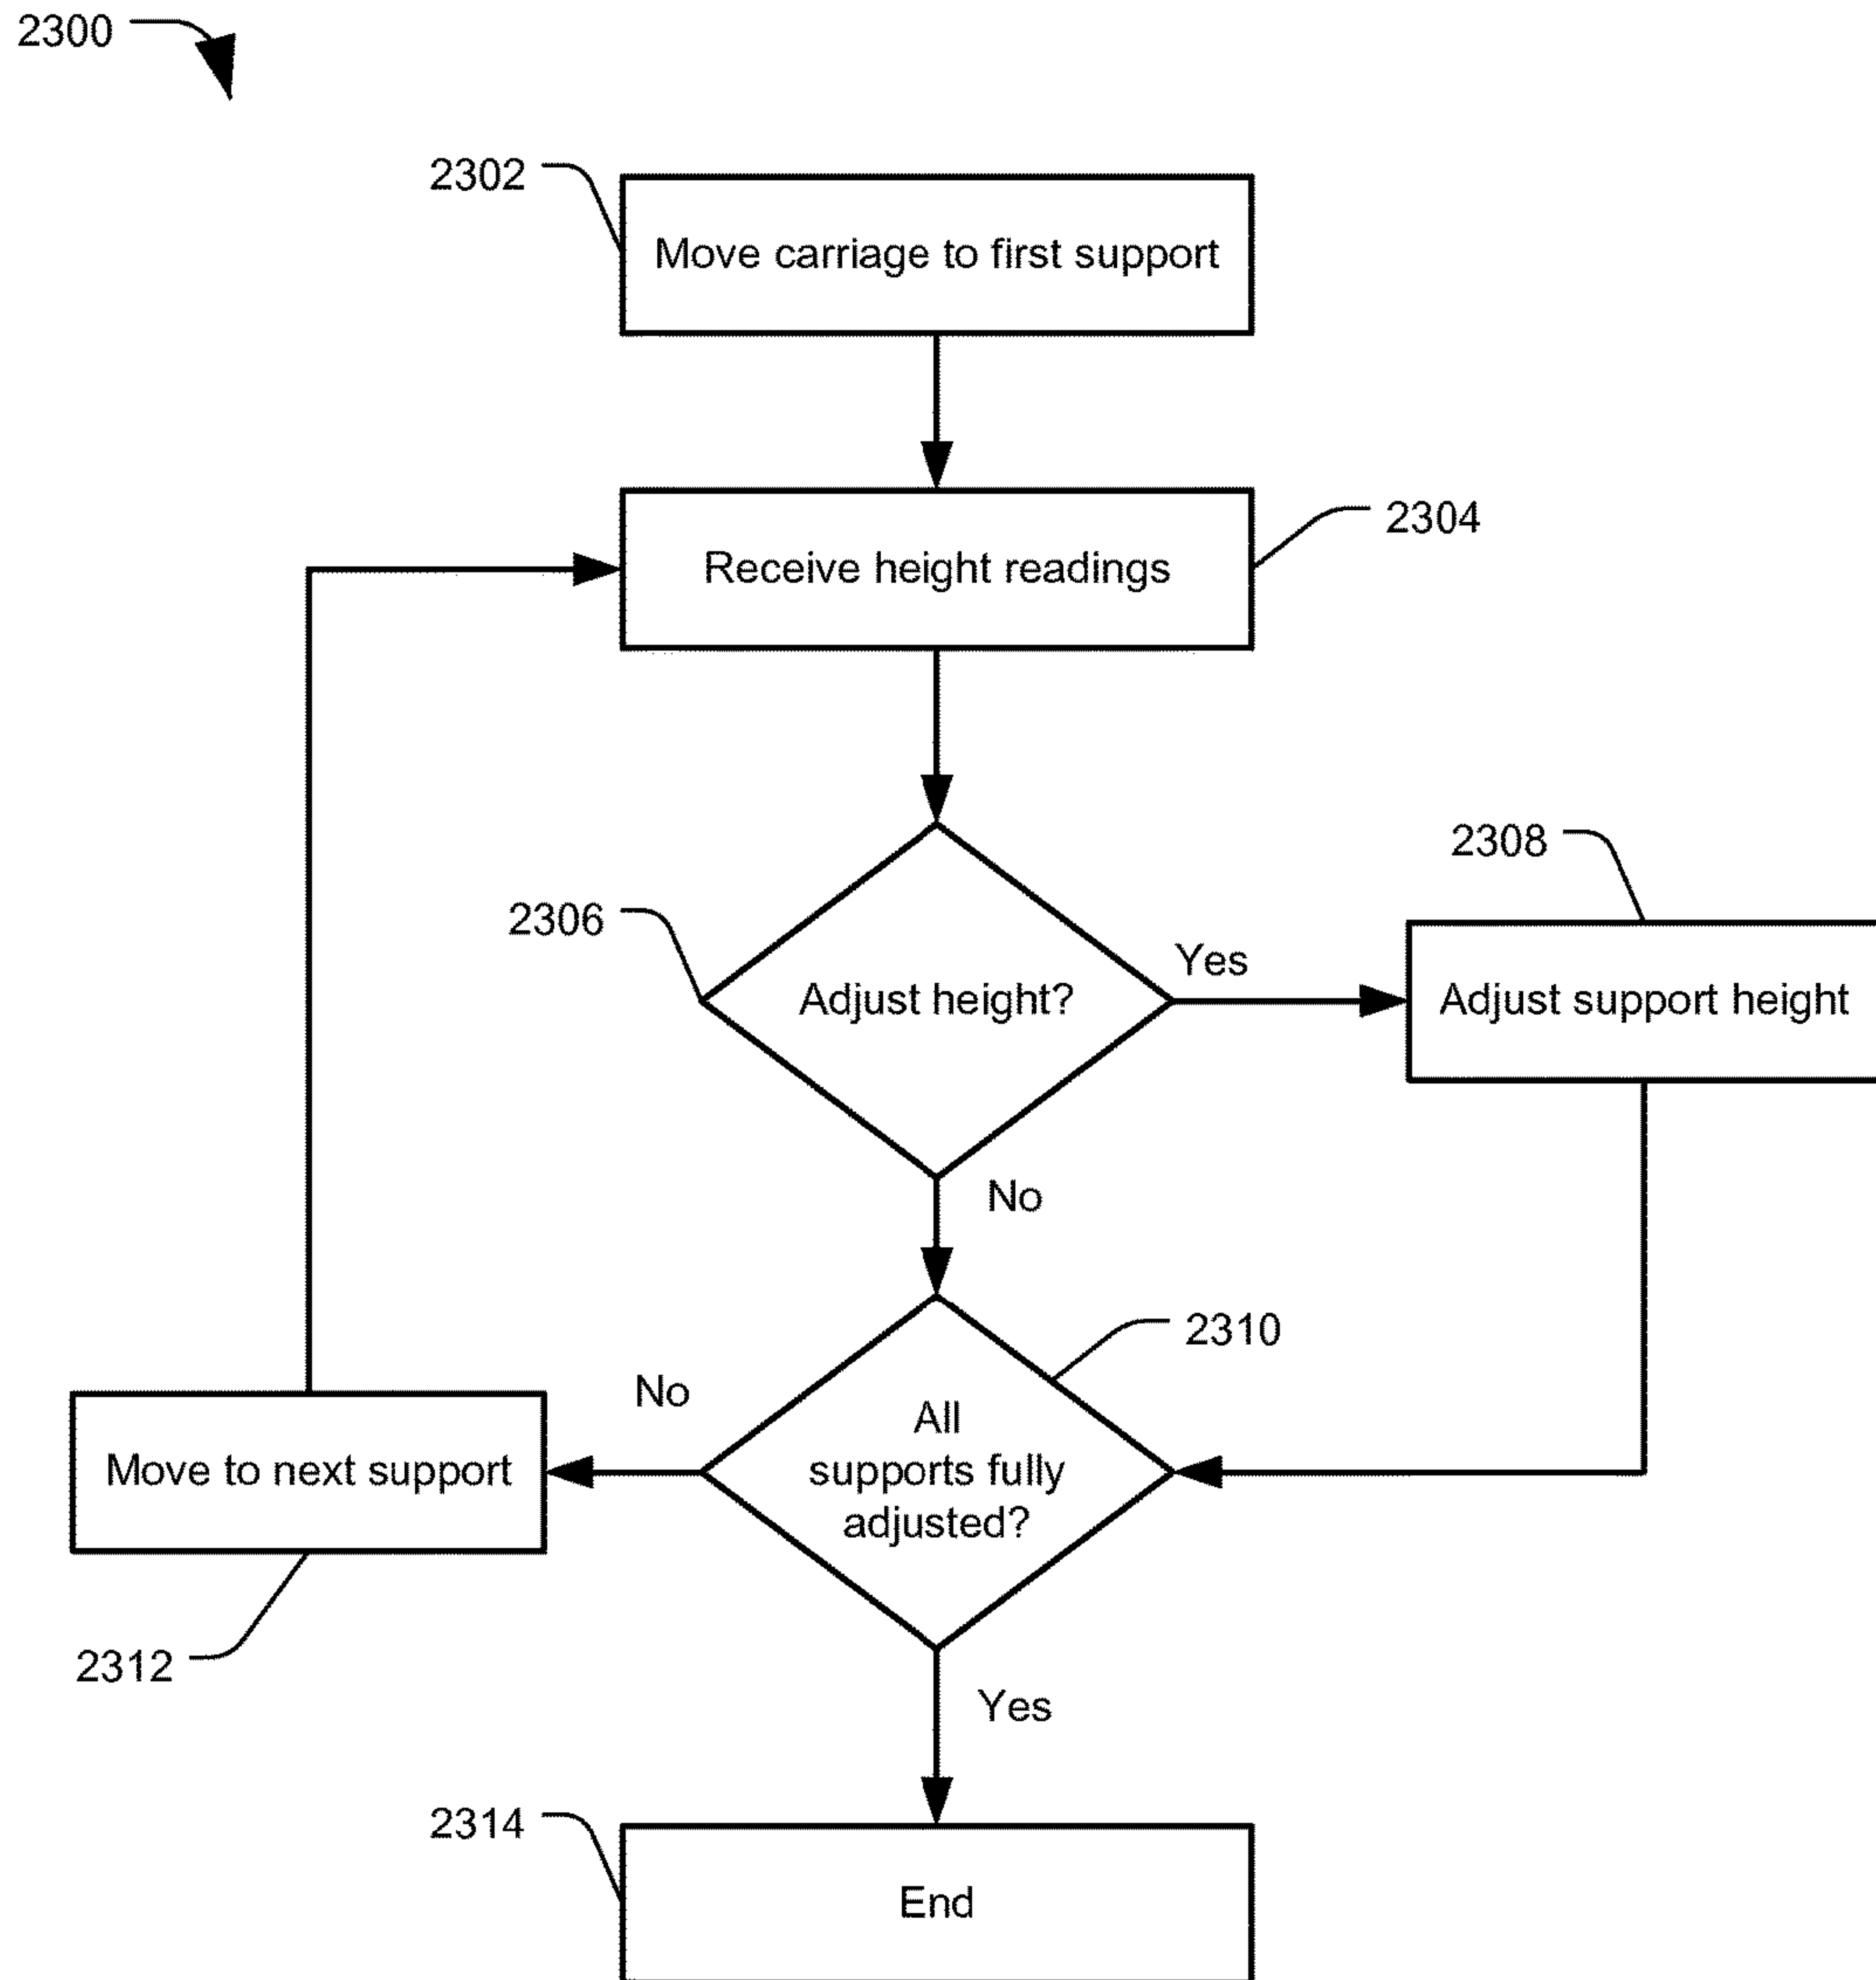 2300
2302
Move carriage to first support
2304
Receive height readings
2306
Adjust height?
Yes
2308
Adjust support height
No
2310
All
supports fully
adjusted?
No
Move to next support
2312
Yes
2314
End